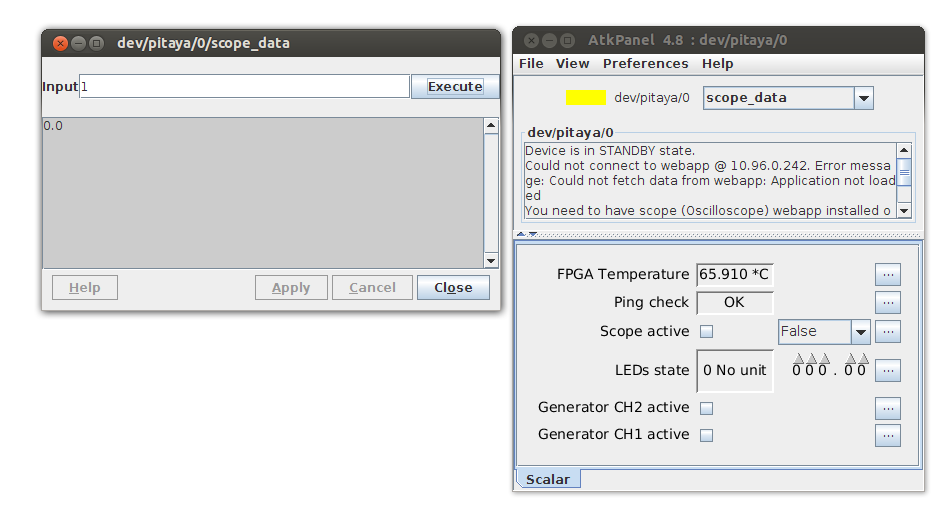 dev/pitaya/0/scope_data
Input 1 Execute
0.0
Help Apply Cancel Close
AtkPanel 4.8 : dev/pitaya/0
File View Preferences Help
dev/pitaya/0 scope_data
dev/pitaya/0
Device is in STANDBY state.
Could not connect to webapp @ 10.96.0.242. Error messa
ge: Could not fetch data from webapp: Application not load
ed
You need to have scope (Oscilloscope) webapp installed o
FPGA Temperature 65.910 *C ...
Ping check OK ...
Scope active False ...
LEDs state 0 No unit 000.00 ...
Generator CH2 active ...
Generator CH1 active ...
Scalar